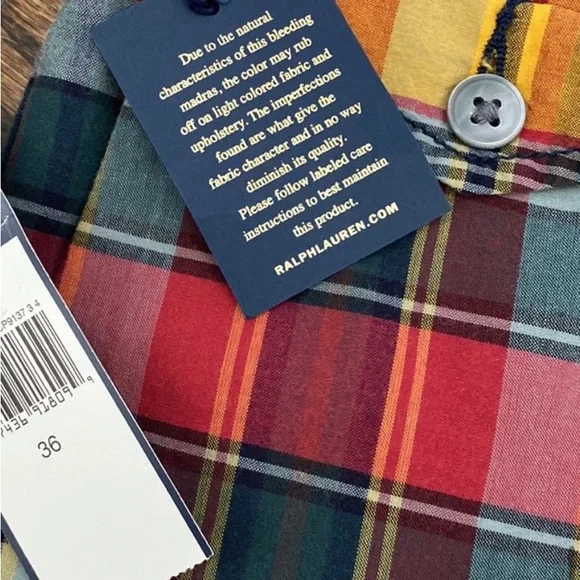 Due to the natural
characteristics of this bleeding
madras, the color may rub
off on light colored fabric and
upholstery. The imperfections
found are what give the
fabric character and in no way
diminish its quality.
Please follow labeled care
instructions to best maintain
this product.
RALPHLAUREN.COM
36